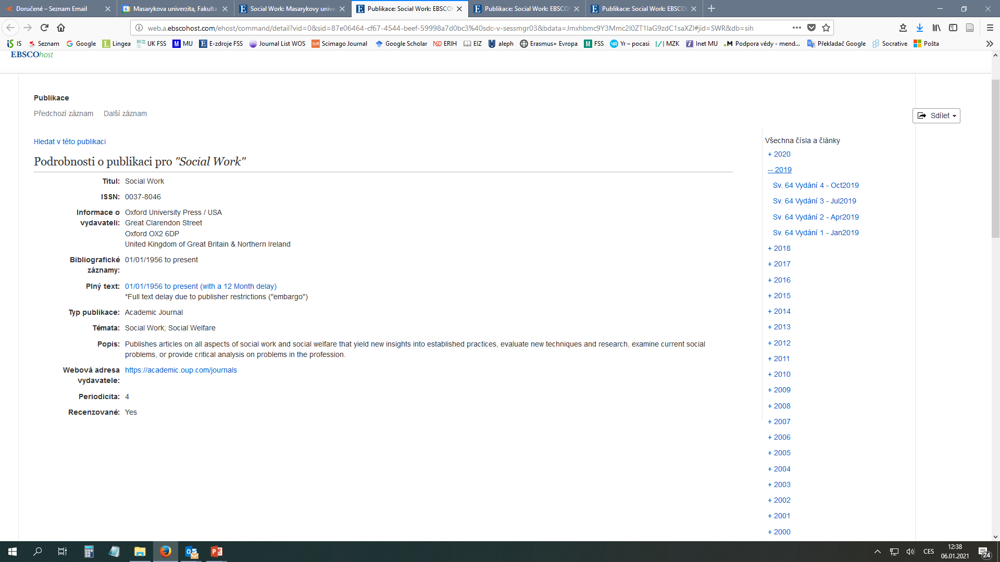 Doručené – Seznam Email
Masarykova univerzita, Fakulta
Social Work: Masarykovy unive
Publikace: Social Work: EBSCO
Publikace: Social Work: EBSCO
Publikace: Social Work: EBSCO
web.a.ebscohost.com/ehost/command/detail?vid=0&sid=87e06464-cf67-4544-beef-59998a7d0bc3%40sdc-v-sessmgr03&bdata=Jmxhbmc9Y3Mmc2l0ZT1laG9zdC1saXZl#jid=SWR&db=sih
IS Seznam Google Lingea UK FSS MU E-zdroje FSS Journal List WOS Scimago Journal Google Scholar ERIH EIZ aleph Erasmus+ Evropa FSS Yr – pocasi MZK Inet MU Podpora vědy - mend... Překladač Google Socrative Pošta
EBSCOhost
Publikace
Předchozí záznam Další záznam
Sdílet
Hledat v této publikaci
Podrobnosti o publikaci pro "Social Work"
Titul: Social Work
ISSN: 0037-8046
Informace o vydavateli: Oxford University Press / USA
Great Clarendon Street
Oxford OX2 6DP
United Kingdom of Great Britain & Northern Ireland
Bibliografické záznamy: 01/01/1956 to present
Plný text: 01/01/1956 to present (with a 12 Month delay)
*Full text delay due to publisher restrictions ("embargo")
Typ publikace: Academic Journal
Témata: Social Work; Social Welfare
Popis: Publishes articles on all aspects of social work and social welfare that yield new insights into established practices, evaluate new techniques and research, examine current social
problems, or provide critical analysis on problems in the profession.
Webová adresa vydavatele: https://academic.oup.com/journals
Periodicita: 4
Recenzované: Yes
Všechna čísla a články
+ 2020
-- 2019
Sv. 64 Vydání 4 - Oct2019
Sv. 64 Vydání 3 - Jul2019
Sv. 64 Vydání 2 - Apr2019
Sv. 64 Vydání 1 - Jan2019
+ 2018
+ 2017
+ 2016
+ 2015
+ 2014
+ 2013
+ 2012
+ 2011
+ 2010
+ 2009
+ 2008
+ 2007
+ 2006
+ 2005
+ 2004
+ 2003
+ 2002
+ 2001
+ 2000
CES
12:38
06.01.2021
24